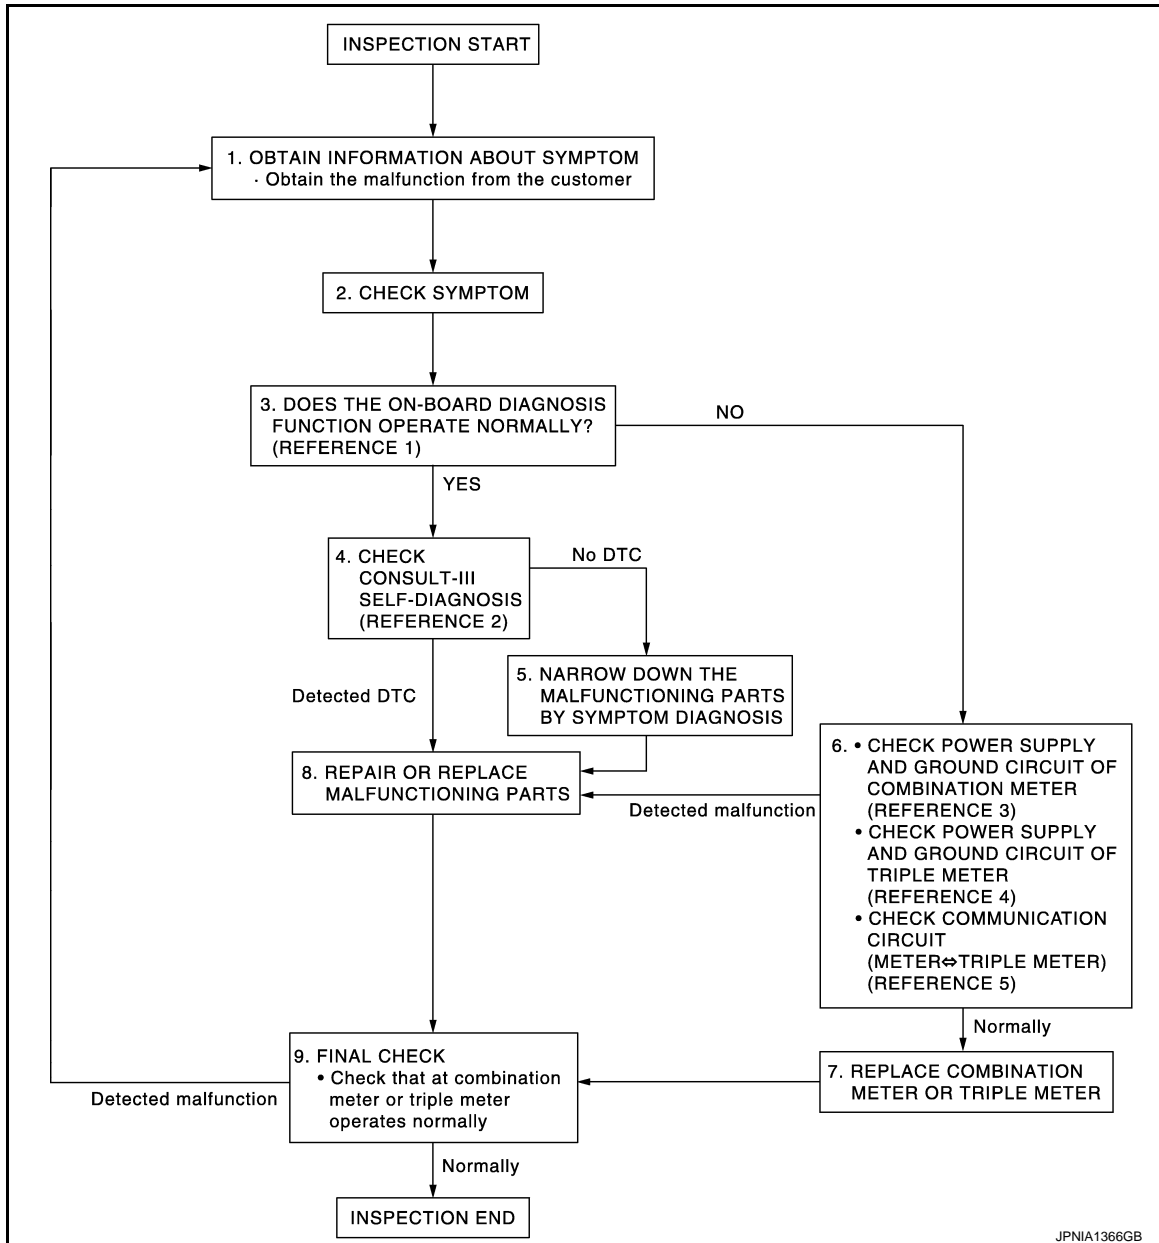 INSPECTION START
1. OBTAIN INFORMATION ABOUT SYMPTOM
· Obtain the malfunction from the customer
2. CHECK SYMPTOM
3. DOES THE ON-BOARD DIAGNOSIS
FUNCTION OPERATE NORMALLY?
(REFERENCE 1)
NO
YES
4. CHECK
CONSULT-III
SELF-DIAGNOSIS
(REFERENCE 2)
No DTC
Detected DTC
5. NARROW DOWN THE
MALFUNCTIONING PARTS
BY SYMPTOM DIAGNOSIS
6. • CHECK POWER SUPPLY
AND GROUND CIRCUIT OF
COMBINATION METER
(REFERENCE 3)
• CHECK POWER SUPPLY
AND GROUND CIRCUIT OF
TRIPLE METER
(REFERENCE 4)
• CHECK COMMUNICATION
CIRCUIT
(METER⇔TRIPLE METER)
(REFERENCE 5)
8. REPAIR OR REPLACE
MALFUNCTIONING PARTS
Detected malfunction
Normally
7. REPLACE COMBINATION
METER OR TRIPLE METER
9. FINAL CHECK
• Check that at combination
meter or triple meter
operates normally
Detected malfunction
Normally
INSPECTION END
JPNIA1366GB